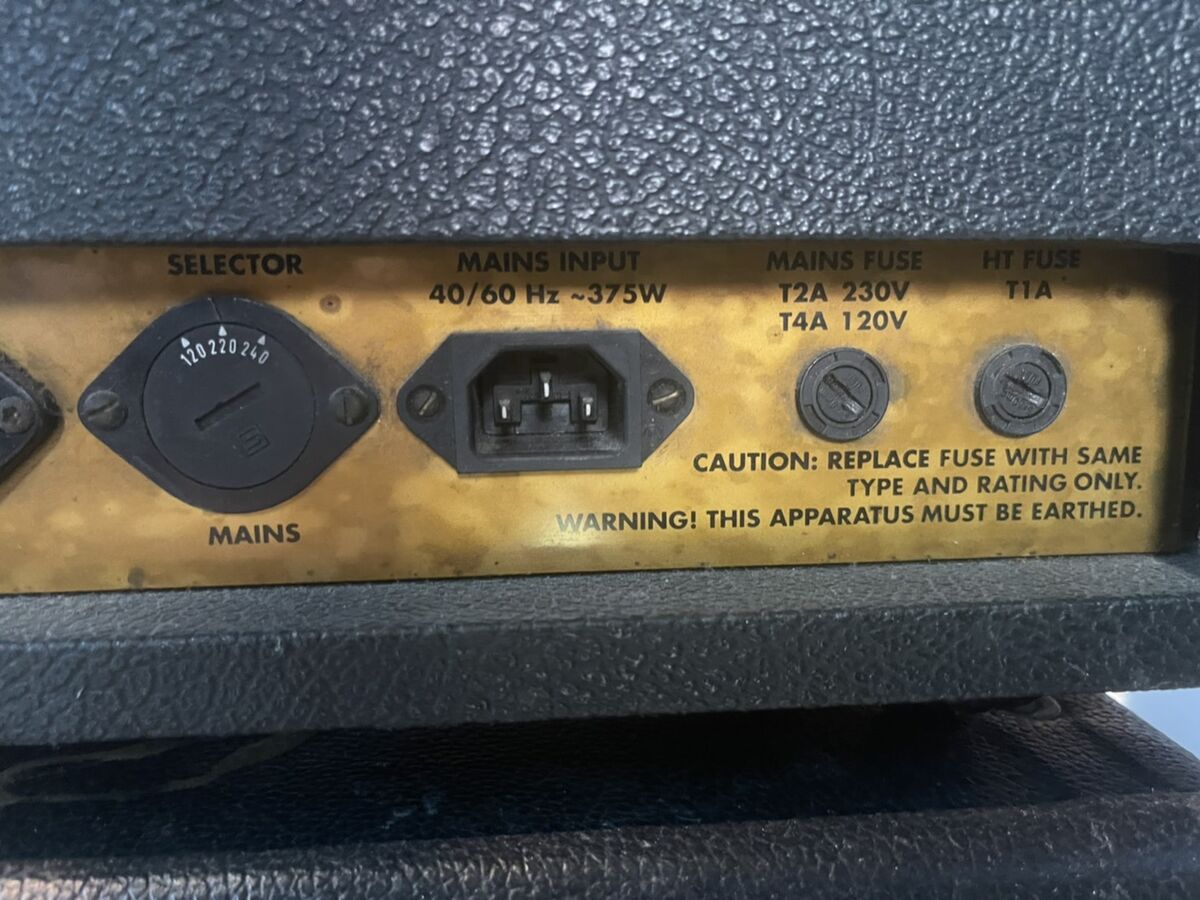 SELECTOR
120 220 240
MAINS
MAINS INPUT
40/60 Hz ~375W
MAINS FUSE
T2A 230V
T4A 120V
HT FUSE
T1A
CAUTION: REPLACE FUSE WITH SAME
TYPE AND RATING ONLY.
WARNING! THIS APPARATUS MUST BE EARTHED.